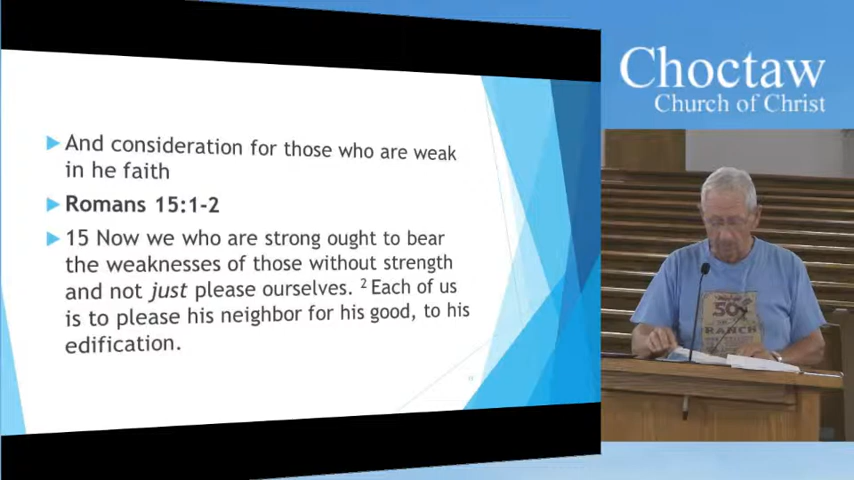 And consideration for those who are weak
in he faith
Romans 15:1-2
15 Now we who are strong ought to bear
the weaknesses of those without strength
and not just please ourselves. 2 Each of us
is to please his neighbor for his good, to his
edification.
Choctaw
Church of Christ
50
RANCH